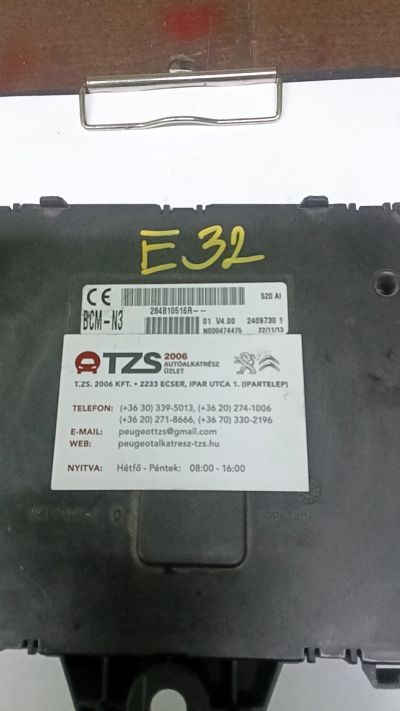 E32
CE
520 AI
BCM-N3
284B10516R--
D1 V4.00 2409730 1
NS00474475 22/11/13
TZS 2006
AUTÓALKATRÉSZ
ÜZLET
T.ZS. 2006 KFT. • 2233 ECSER, IPAR UTCA 1. (IPARTELEP)
TELEFON: (+36 30) 339-5013, (+36 20) 274-1006
(+36 20) 271-8666, (+36 70) 330-2196
E-MAIL: peugeottzs@gmail.com
WEB: peugeotalkatresz-tzs.hu
NYITVA: Hétfő - Péntek: 08:00 - 16:00